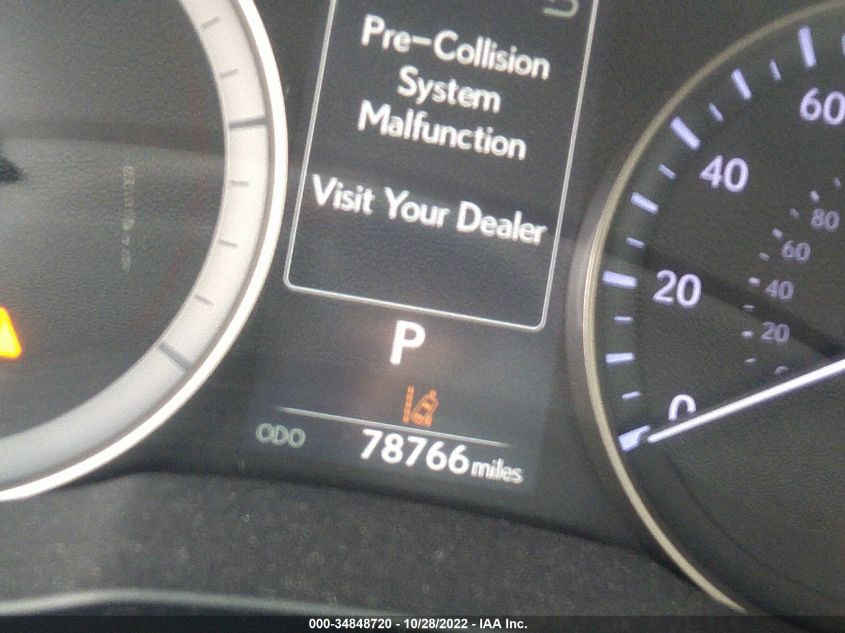 Pre-Collision
System
Malfunction
Visit Your Dealer
P
ODO 78766 miles
60
40
20
0
80
60
40
20
000-34848720 - 10/28/2022 - IAA Inc.